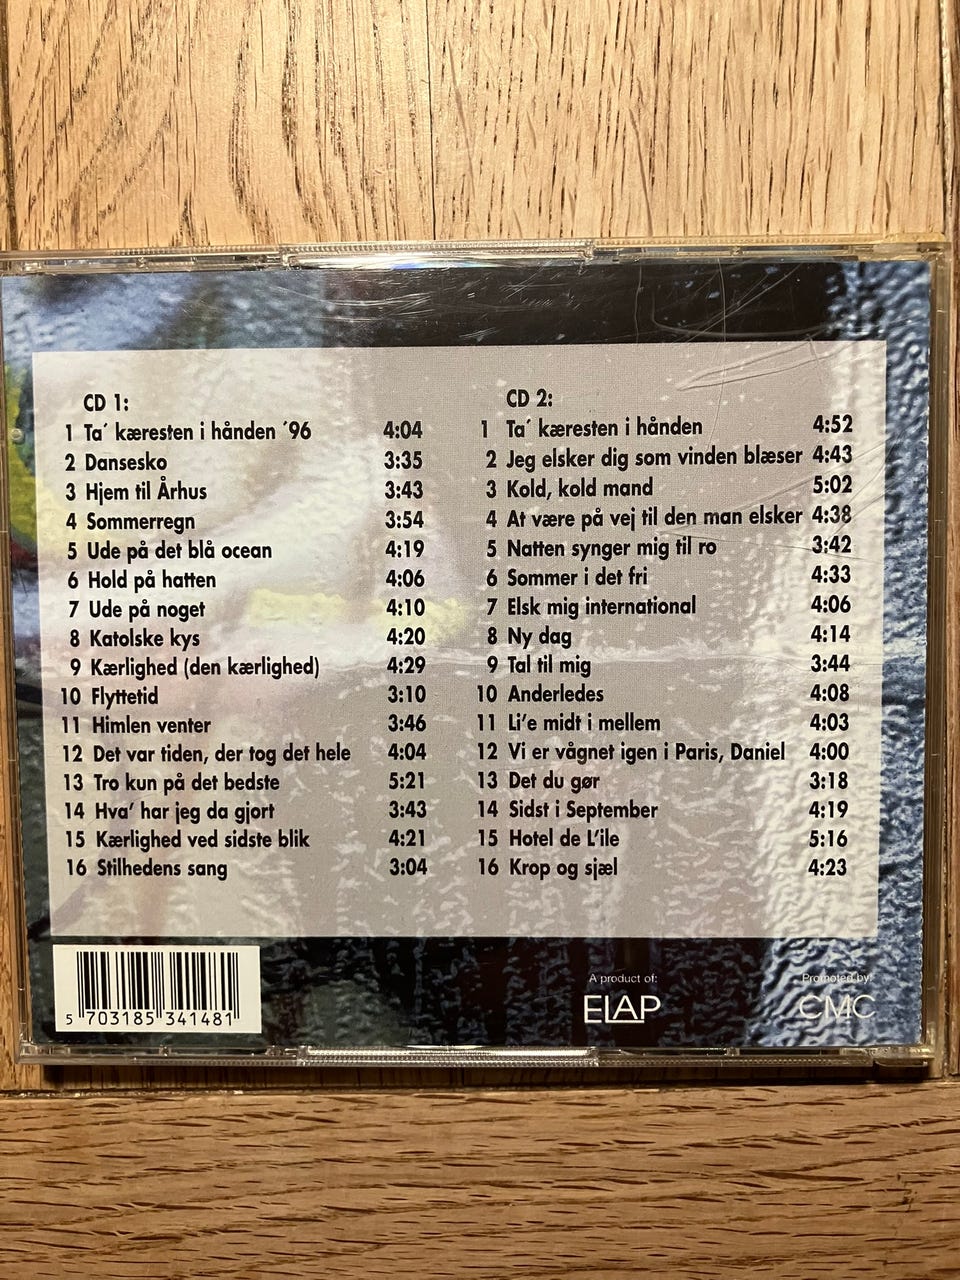 CD 1:
1 Ta´ kæresten i hånden ´96 4:04
2 Dansesko 3:35
3 Hjem til Århus 3:43
4 Sommerregn 3:54
5 Ude på det blå ocean 4:19
6 Hold på hatten 4:06
7 Ude på noget 4:10
8 Katolske kys 4:20
9 Kærlighed (den kærlighed) 4:29
10 Flyttetid 3:10
11 Himlen venter 3:46
12 Det var tiden, der tog det hele 4:04
13 Tro kun på det bedste 5:21
14 Hva’ har jeg da gjort 3:43
15 Kærlighed ved sidste blik 4:21
16 Stilhedens sang 3:04
CD 2:
1 Ta´ kæresten i hånden 4:52
2 Jeg elsker dig som vinden blæser 4:43
3 Kold, kold mand 5:02
4 At være på vej til den man elsker 4:38
5 Natten synger mig til ro 3:42
6 Sommer i det fri 4:33
7 Elsk mig international 4:06
8 Ny dag 4:14
9 Tal til mig 3:44
10 Anderledes 4:08
11 Li’e midt i mellem 4:03
12 Vi er vågnet igen i Paris, Daniel 4:00
13 Det du gør 3:18
14 Sidst i September 4:19
15 Hotel de L’ile 5:16
16 Krop og sjæl 4:23
5 703185 341481
A product of:
ELAP
Promoted by:
CMC